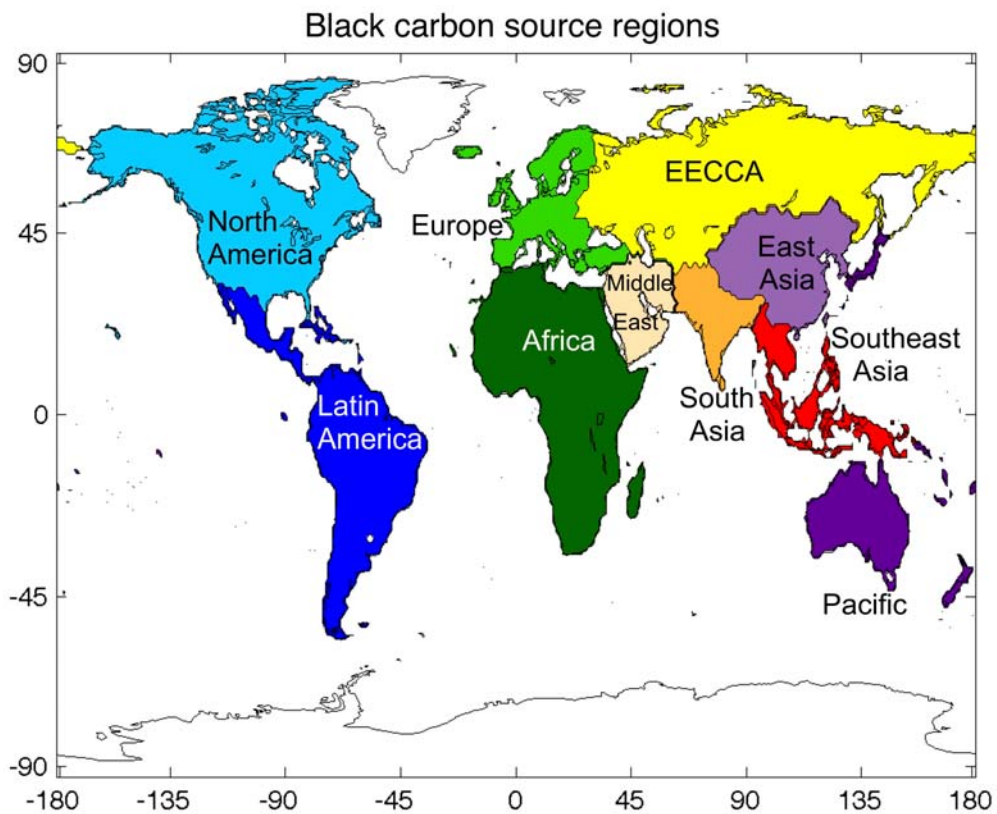 Black carbon source regions
90
45
0
-45
-90
North
America
Europe
EECCA
East
Asia
Middle
East
Africa
Southeast
Asia
South
Asia
Latin
America
Pacific
-180
-135
-90
-45
0
45
90
135
180